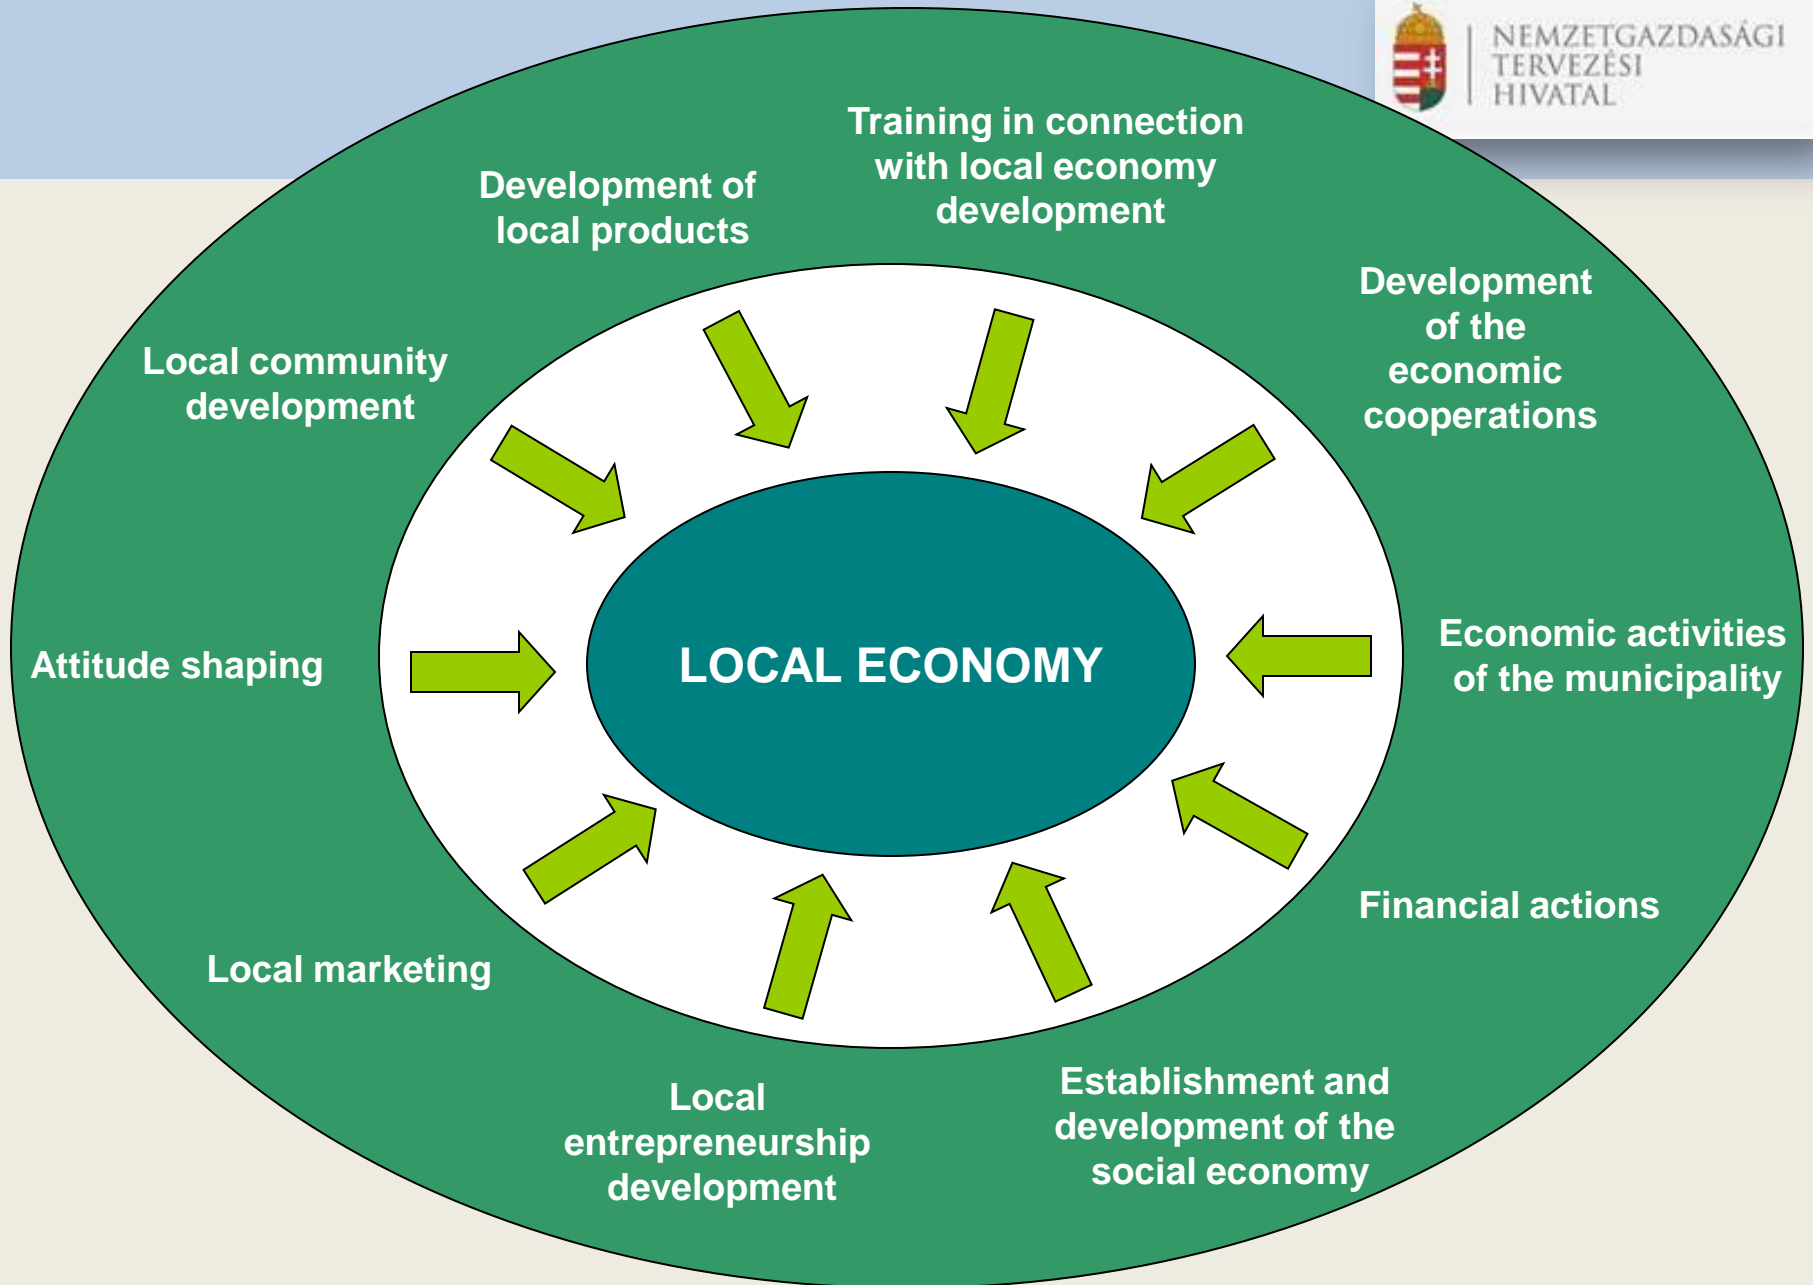 NEMZETGAZDASÁGI
TERVEZÉSI
HIVATAL
Training in connection
with local economy
development
Development of
local products
Development
of the
economic
cooperations
Local community
development
Economic activities
of the municipality
Attitude shaping
LOCAL ECONOMY
Financial actions
Local marketing
Establishment and
development of the
social economy
Local
entrepreneurship
development